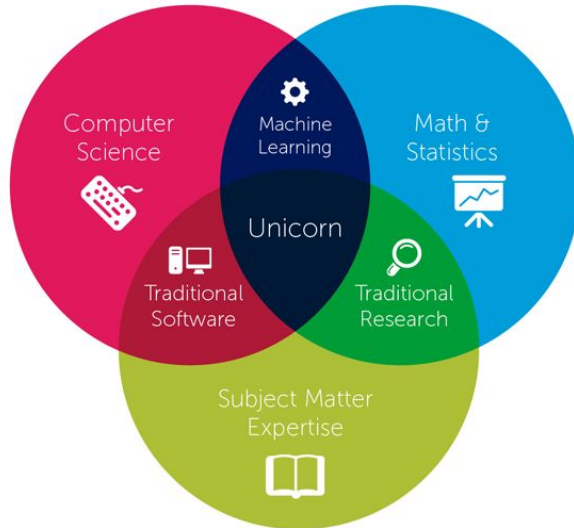 Computer
Science
Machine
Learning
Math &
Statistics
Unicorn
Traditional
Software
Traditional
Research
Subject Matter
Expertise